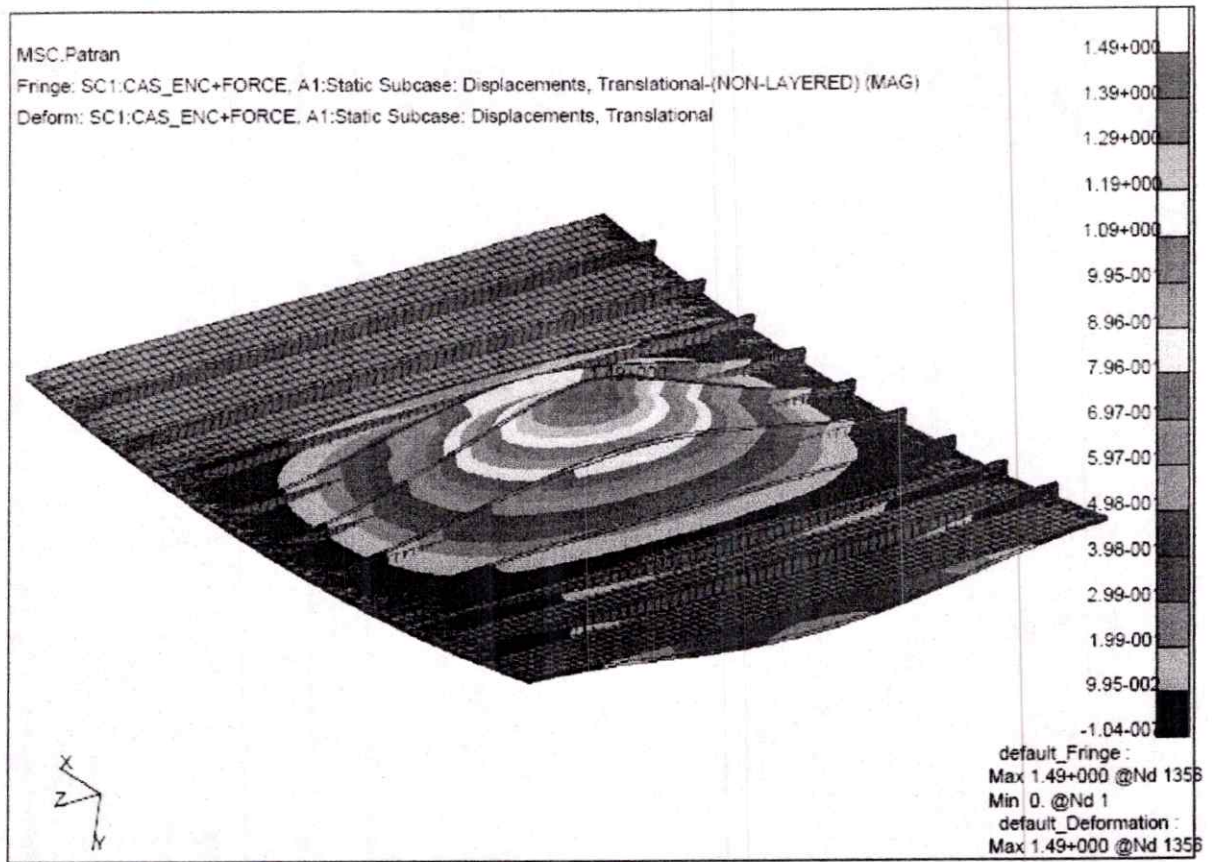 MSC.Patran
Fringe: SC1:CAS_ENC+FORCE, A1:Static Subcase: Displacements, Translational-(NON-LAYERED) (MAG)
Deform: SC1:CAS_ENC+FORCE, A1:Static Subcase: Displacements, Translational
1.49+000
1.39+000
1.29+000
1.19+000
1.09+000
9.95-001
8.96-001
7.96-001
6.97-001
5.97-001
4.98-001
3.98-001
2.99-001
1.99-001
9.95-002
-1.04-007
1.49+000
X
Z
Y
default_Fringe :
Max 1.49+000 @Nd 1356
Min 0. @Nd 1
default_Deformation :
Max 1.49+000 @Nd 1356